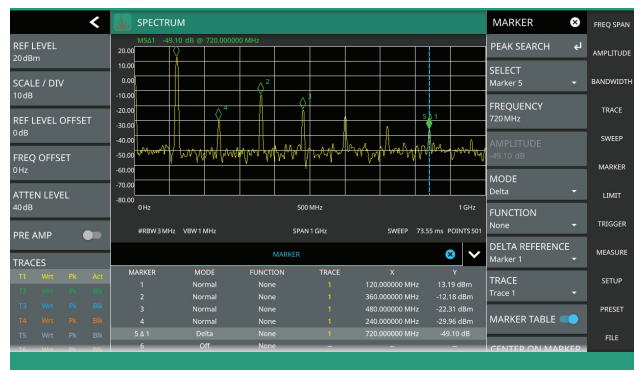 SPECTRUM
MARKER
FREQ SPAN
AMPLITUDE
BANDWIDTH
TRACE
SWEEP
MARKER
LIMIT
TRIGGER
MEASURE
SETUP
PRESET
FILE
REF LEVEL
20 dBm
SCALE / DIV
10 dB
REF LEVEL OFFSET
0 dB
FREQ OFFSET
0 Hz
ATTEN LEVEL
40 dB
PRE AMP
TRACES
T1 Wrt Pk Act
T2 Wrt Pk Blk
T3 Wrt Pk Blk
T4 Wrt Pk Blk
T5 Wrt Pk Blk
M5Δ1 -49.10 dB @ 720.000000 MHz
20.00
10.00
0.00
-10.00
-20.00
-30.00
-40.00
-50.00
-60.00
-70.00
-80.00
2
3
4
5 Δ 1
0 Hz 500 MHz 1 GHz
#RBW 3 MHz VBW 1 MHz SPAN 1 GHz SWEEP 73.55 ms POINTS 501
MARKER
MARKER MODE FUNCTION TRACE X Y
1 Normal None 1 120.000000 MHz 13.19 dBm
2 Normal None 1 360.000000 MHz -12.18 dBm
3 Normal None 1 480.000000 MHz -22.31 dBm
4 Normal None 1 240.000000 MHz -29.96 dBm
5 Δ 1 Delta None 1 720.000000 MHz -49.10 dB
6 Off None -- -- --
PEAK SEARCH
SELECT
Marker 5
FREQUENCY
720 MHz
AMPLITUDE
-49.10 dB
MODE
Delta
FUNCTION
None
DELTA REFERENCE
Marker 1
TRACE
Trace 1
MARKER TABLE
CENTER ON MARKER